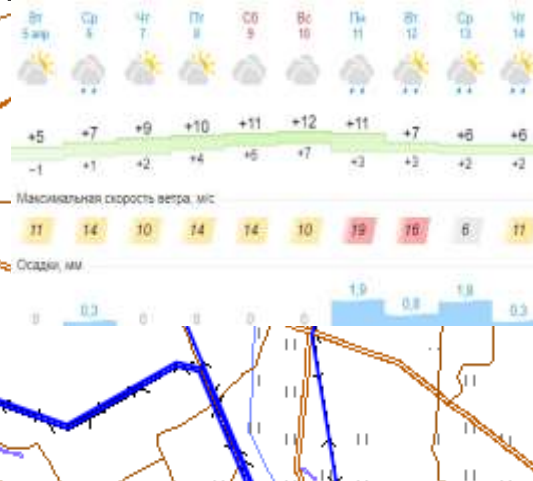 Вт Ср Чт Пт Сб Вс Пн Вт Ср Чт
5 апр 6 7 8 9 10 11 12 13 14
+5 +7 +9 +10 +11 +12 +11 +7 +6 +6
−1 +1 +2 +4 +6 +7 +3 +3 +2 +2
Максимальная скорость ветра, м/с
11 14 10 14 14 10 19 16 6 11
Осадки, мм
0 0,3 0 0 0 0 1,9 0,8 1,8 0,3